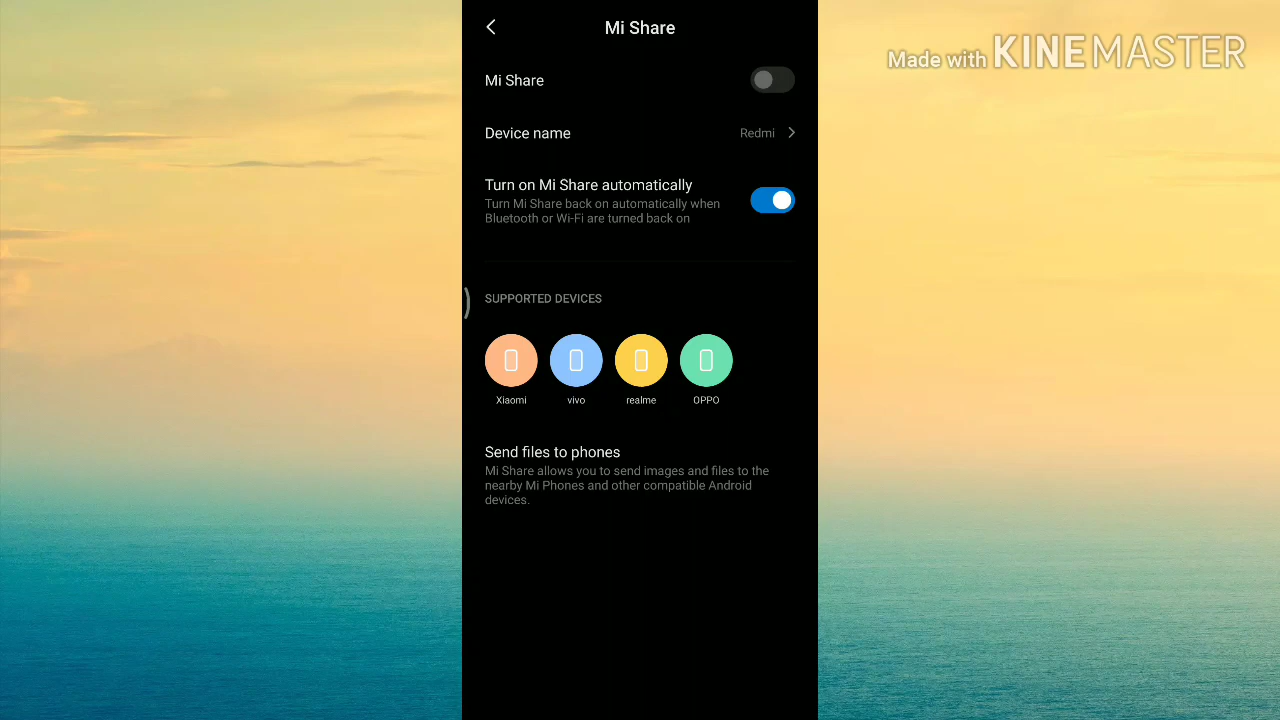 Mi Share
Made with KINEMASTER
Mi Share
Device name
Redmi
Turn on Mi Share automatically
Turn Mi Share back on automatically when
Bluetooth or Wi-Fi are turned back on
SUPPORTED DEVICES
Xiaomi
vivo
realme
OPPO
Send files to phones
Mi Share allows you to send images and files to the
nearby Mi Phones and other compatible Android
devices.